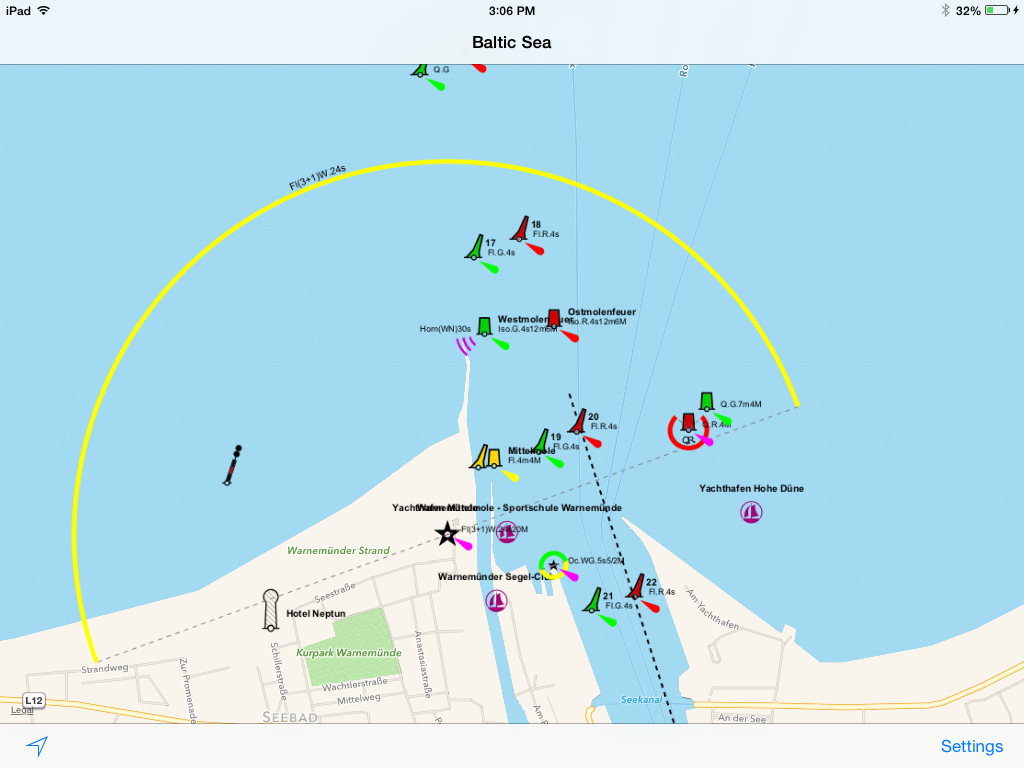 iPad
3:06 PM
32%
Baltic Sea
Q.G
Fl(3+1)W.24s
18
Fl.R.4s
17
Fl.G.4s
Ostmolenfeuer
Iso.R.4s12m6M
Westmolenfeuer
Iso.G.4s12m6M
Horn(WN)30s
Q.G.7m4M
20
Fl.R.4s
Q.R.4M
QR
19
Fl.G.4s
Mittelmole
Fl.4m4M
Yachthafen Hohe Düne
Yachthafen Mittelmole - Sportschule Warnemünde
Fl(3+1)W.24s20M
Warnemünder Strand
Oc.WG.5s5/2M
Warnemünder Segel-Club
22
Fl.R.4s
21
Fl.G.4s
Seestraße
Hotel Neptun
Am Yachthafen
Kurpark Warnemünde
Schillerstraße
Anastasiastraße
Zur Promenade
Strandweg
Wachtlerstraße
Mittelweg
L12
Legal
SEEBAD
Seekanal
An der See
Settings